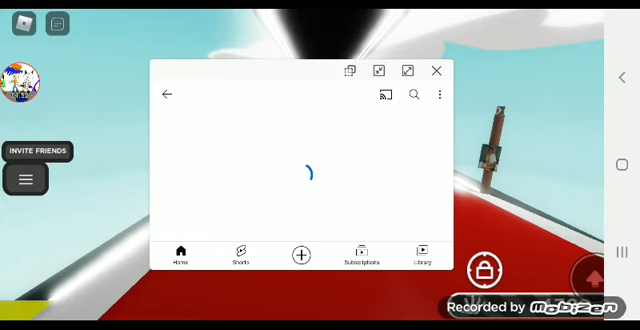 INVITE FRIENDS
Home
Shorts
Subscriptions
Library
Recorded by Mobizen